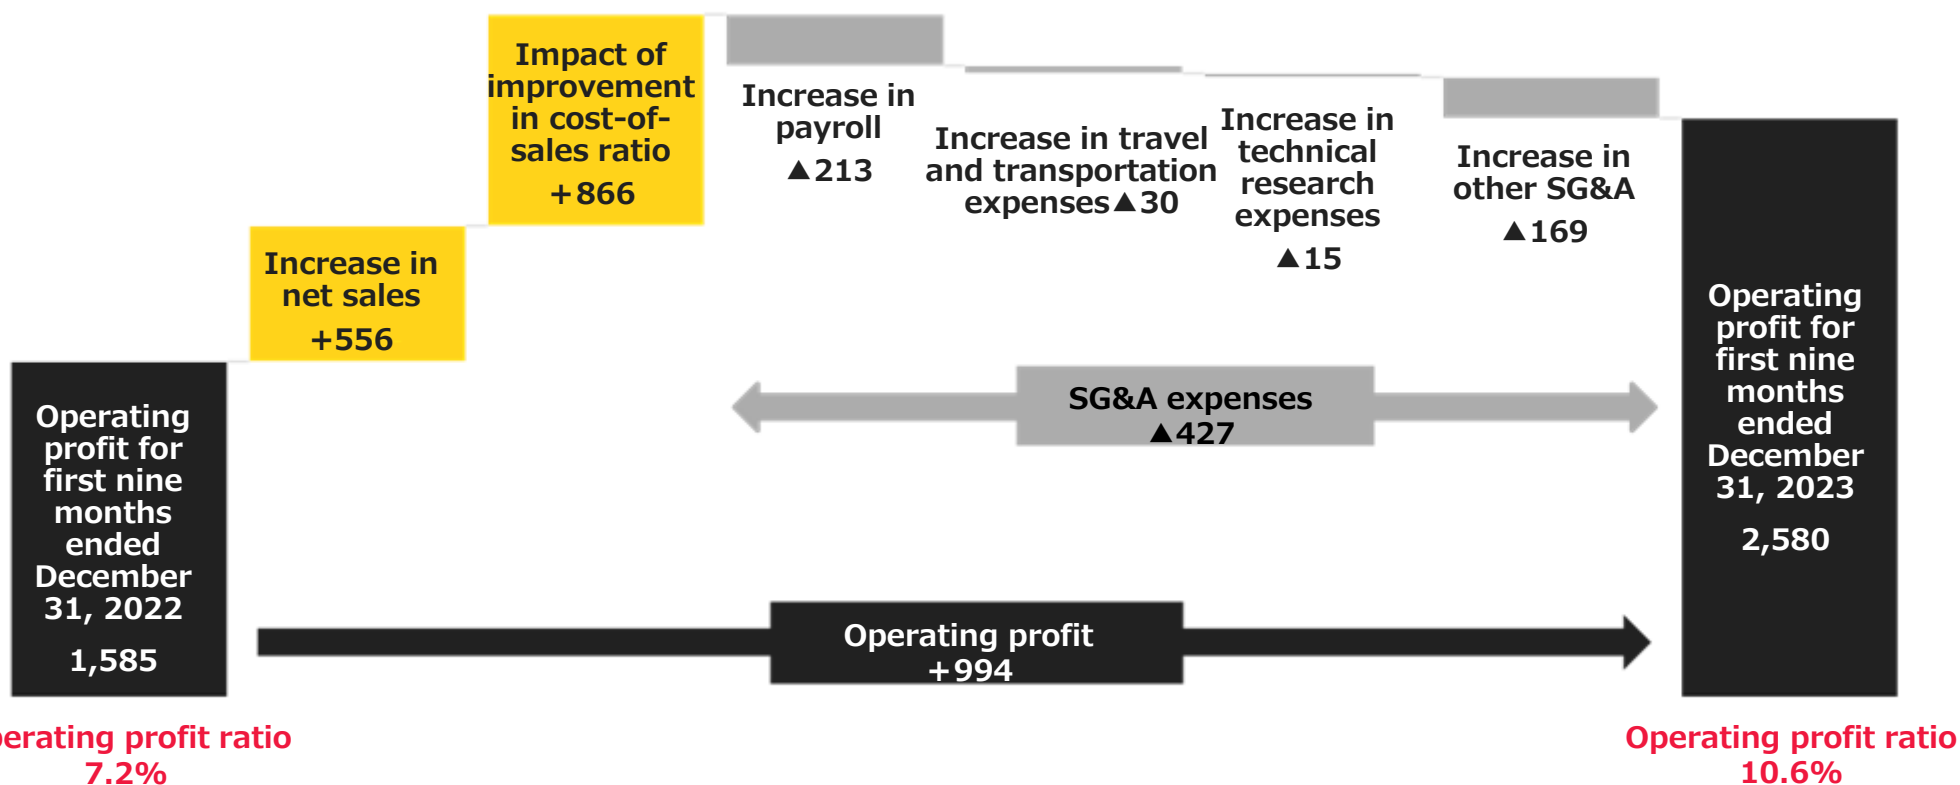 Impact of
improvement
in cost-of-
sales ratio
+866
Increase in
net sales
+556
Operating
profit for
first nine
months
ended
December
31, 2022
1,585
Increase in
payroll
▲213
Increase in travel
and transportation
expenses▲30
Increase in
technical
research
expenses
▲15
Increase in
other SG&A
▲169
SG&A expenses
▲427
Operating profit
+994
Operating
profit for
first nine
months
ended
December
31, 2023
2,580
perating profit ratio
7.2%
Operating profit ratio
10.6%